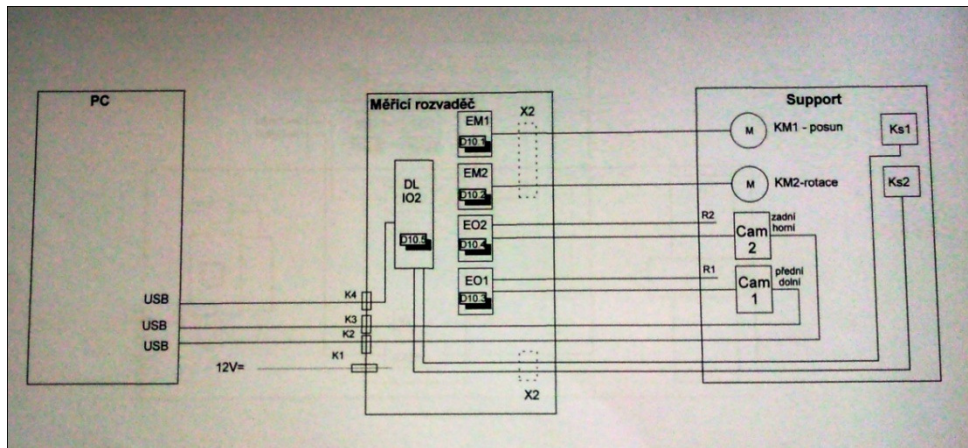 PC
USB
USB
USB
12V=
Měřicí rozvaděč
K4
K3
K2
K1
DL
IO2
D10.5
EM1
D10.1
EM2
D10.2
EO2
D10.4
EO1
D10.3
X2
X2
Support
M
KM1 - posun
M
KM2-rotace
R2
Cam
2
zadní
horní
R1
Cam
1
přední
dolní
Ks1
Ks2